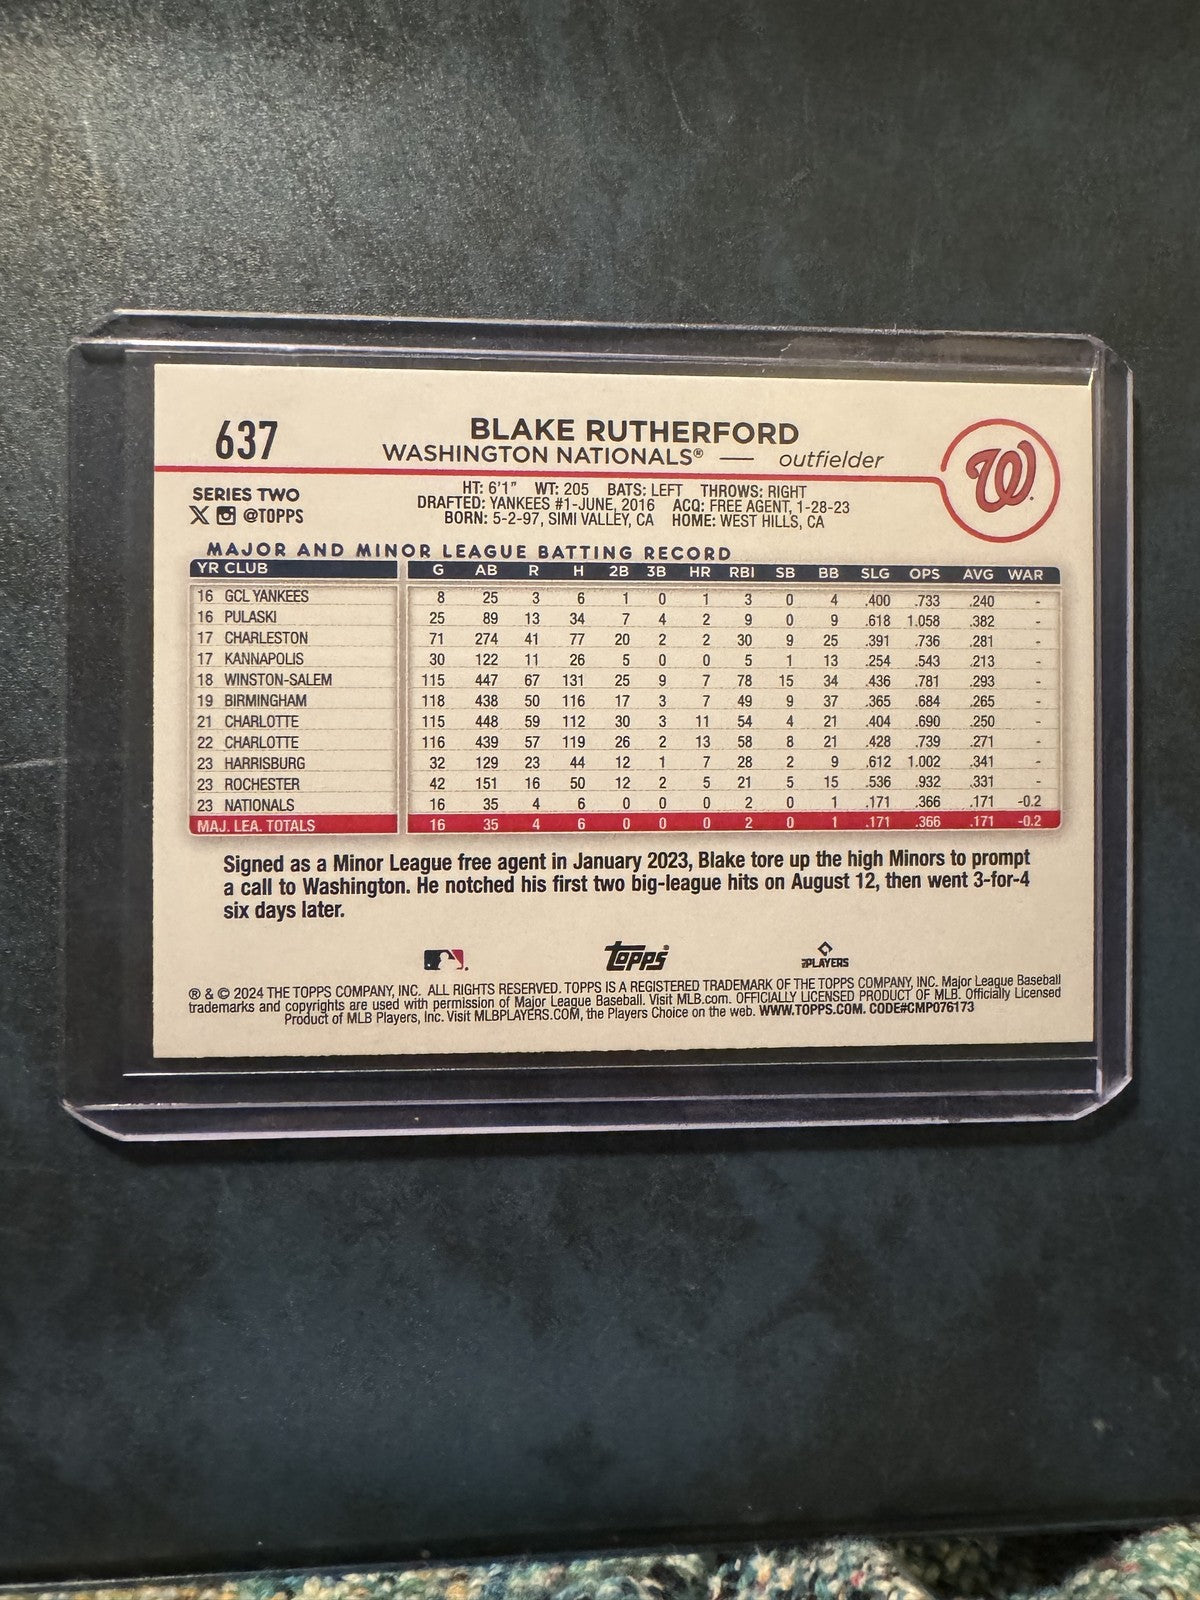 637
BLAKE RUTHERFORD
WASHINGTON NATIONALS® — outfielder
W
SERIES TWO
X @TOPPS
HT: 6'1" WT: 205 BATS: LEFT THROWS: RIGHT
DRAFTED: YANKEES #1-JUNE, 2016 ACQ: FREE AGENT, 1-28-23
BORN: 5-2-97, SIMI VALLEY, CA HOME: WEST HILLS, CA
MAJOR AND MINOR LEAGUE BATTING RECORD
YR CLUB G AB R H 2B 3B HR RBI SB BB SLG OPS AVG WAR
16 GCL YANKEES 8 25 3 6 1 0 1 3 0 4 .400 .733 .240 -
16 PULASKI 25 89 13 34 7 4 2 9 0 9 .618 1.058 .382 -
17 CHARLESTON 71 274 41 77 20 2 2 30 9 25 .391 .736 .281 -
17 KANNAPOLIS 30 122 11 26 5 0 0 5 1 13 .254 .543 .213 -
18 WINSTON-SALEM 115 447 67 131 25 9 7 78 15 34 .436 .781 .293 -
19 BIRMINGHAM 118 438 50 116 17 3 7 49 9 37 .365 .684 .265 -
21 CHARLOTTE 115 448 59 112 30 3 11 54 4 21 .404 .690 .250 -
22 CHARLOTTE 116 439 57 119 26 2 13 58 8 21 .428 .739 .271 -
23 HARRISBURG 32 129 23 44 12 1 7 28 2 9 .612 1.002 .341 -
23 ROCHESTER 42 151 16 50 12 2 5 21 5 15 .536 .932 .331 -
23 NATIONALS 16 35 4 6 0 0 0 2 0 1 .171 .366 .171 -0.2
MAJ. LEA. TOTALS 16 35 4 6 0 0 0 2 0 1 .171 .366 .171 -0.2
Signed as a Minor League free agent in January 2023, Blake tore up the high Minors to prompt
a call to Washington. He notched his first two big-league hits on August 12, then went 3-for-4
six days later.
Topps® PLAYERS
® & © 2024 THE TOPPS COMPANY, INC. ALL RIGHTS RESERVED. TOPPS IS A REGISTERED TRADEMARK OF THE TOPPS COMPANY, INC. Major League Baseball
trademarks and copyrights are used with permission of Major League Baseball. Visit MLB.com. OFFICIALLY LICENSED PRODUCT OF MLB. Officially Licensed
Product of MLB Players, Inc. Visit MLBPLAYERS.COM, the Players Choice on the web. WWW.TOPPS.COM. CODE#CMP076173